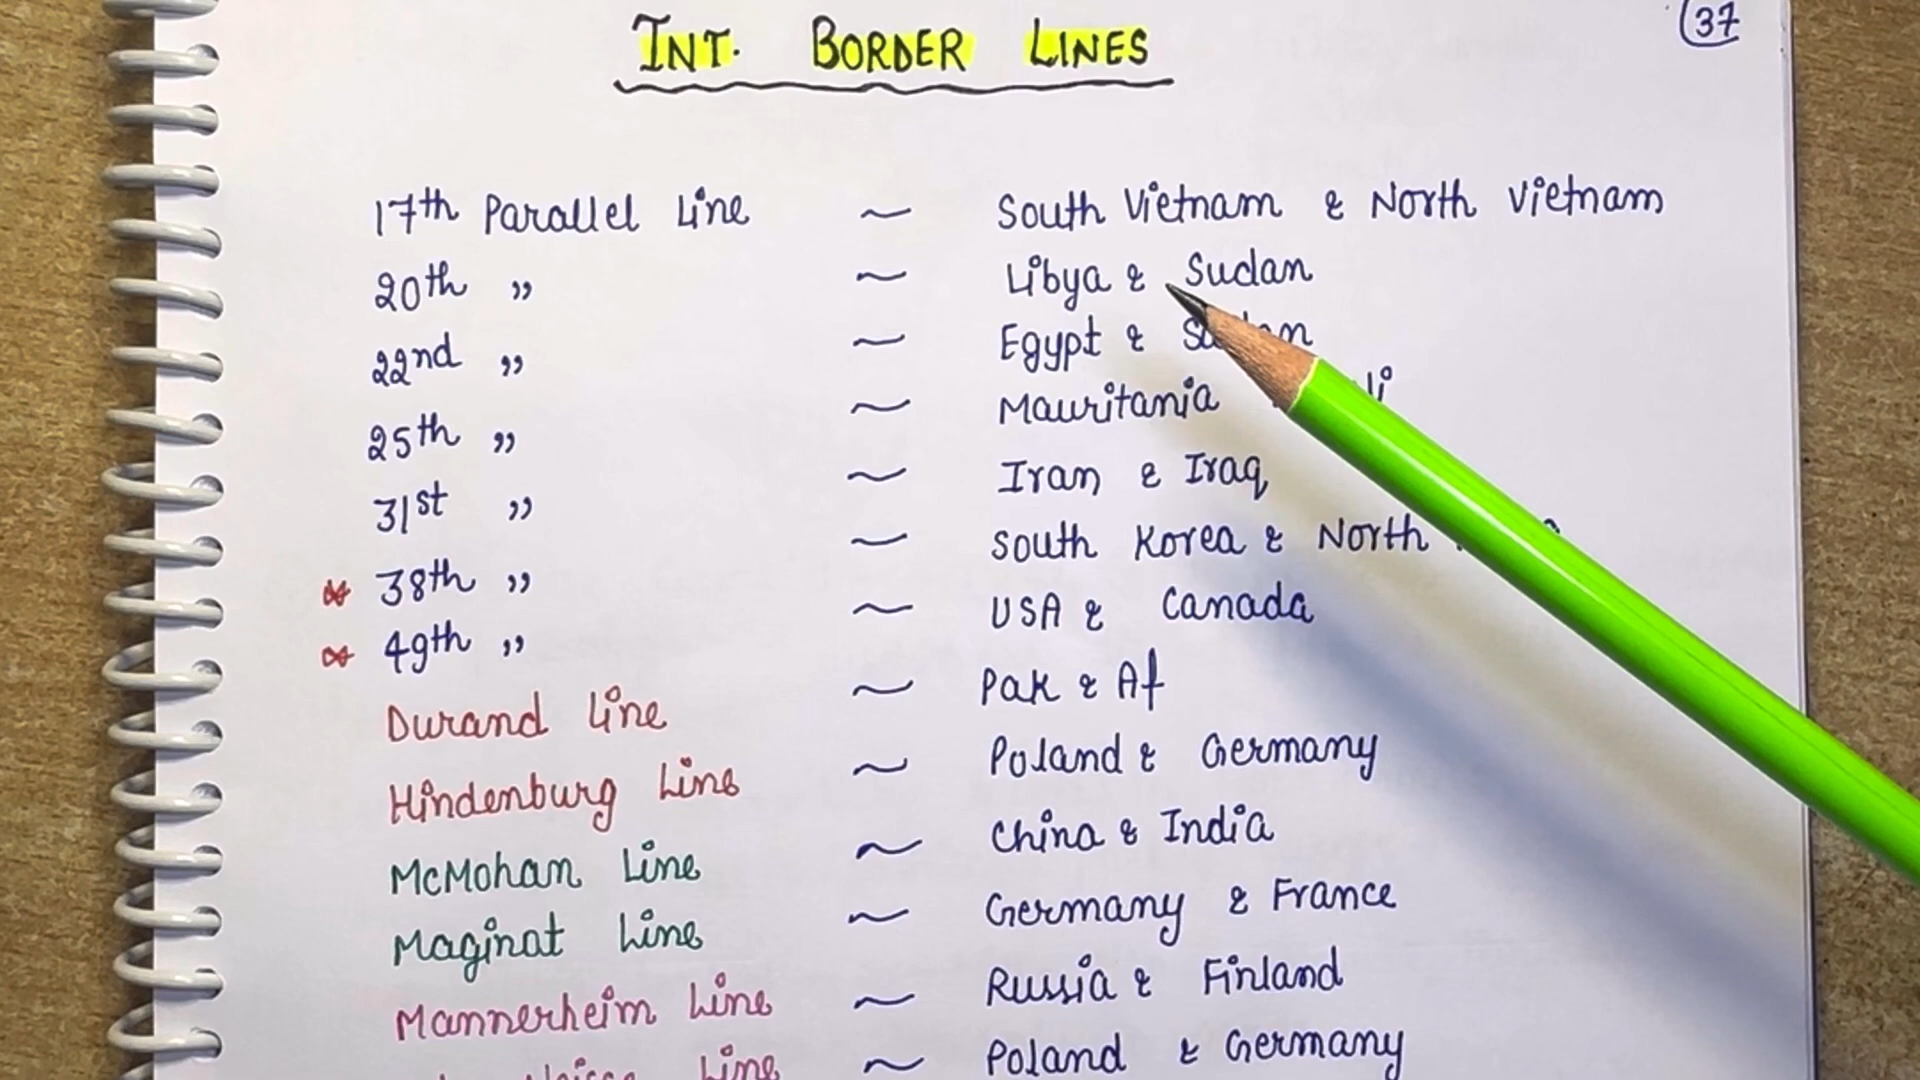 INT. BORDER LINES
37
17th Parallel Line ~ South Vietnam & North Vietnam
20th " ~ Libya & Sudan
22nd " ~ Egypt &
25th " ~ Mauritania
31st " ~ Iran & Iraq
* 38th " ~ South Korea & North
* 49th " ~ USA & Canada
Durand Line ~ Pak & Af
Hindenburg Line ~ Poland & Germany
McMohan Line ~ China & India
Maginat Line ~ Germany & France
Mannerheim Line ~ Russia & Finland
Line ~ Poland & Germany